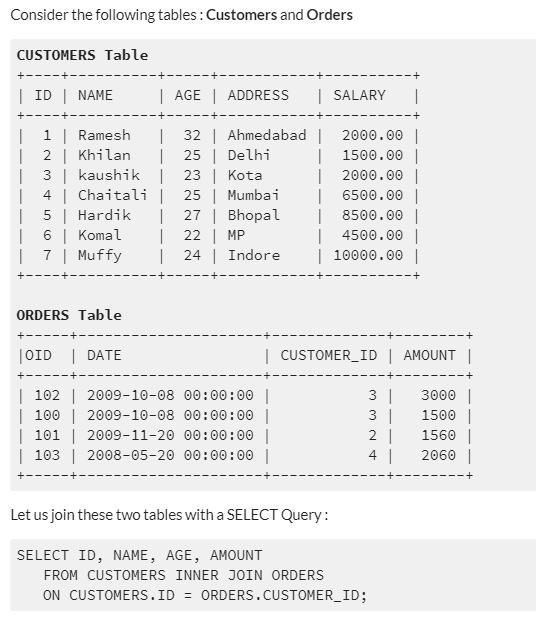 Consider the following tables : Customers and Orders
CUSTOMERS Table
+----+----------+-----+-----------+----------+
| ID | NAME     | AGE | ADDRESS   | SALARY   |
+----+----------+-----+-----------+----------+
|  1 | Ramesh   |  32 | Ahmedabad |  2000.00 |
|  2 | Khilan   |  25 | Delhi     |  1500.00 |
|  3 | kaushik  |  23 | Kota      |  2000.00 |
|  4 | Chaitali |  25 | Mumbai    |  6500.00 |
|  5 | Hardik   |  27 | Bhopal    |  8500.00 |
|  6 | Komal    |  22 | MP        |  4500.00 |
|  7 | Muffy    |  24 | Indore    | 10000.00 |
+----+----------+-----+-----------+----------+
ORDERS Table
+-----+---------------------+-------------+--------+
|OID  | DATE                | CUSTOMER_ID | AMOUNT |
+-----+---------------------+-------------+--------+
| 102 | 2009-10-08 00:00:00 |           3 |   3000 |
| 100 | 2009-10-08 00:00:00 |           3 |   1500 |
| 101 | 2009-11-20 00:00:00 |           2 |   1560 |
| 103 | 2008-05-20 00:00:00 |           4 |   2060 |
+-----+---------------------+-------------+--------+
Let us join these two tables with a SELECT Query :
SELECT ID, NAME, AGE, AMOUNT
   FROM CUSTOMERS INNER JOIN ORDERS
   ON CUSTOMERS.ID = ORDERS.CUSTOMER_ID;